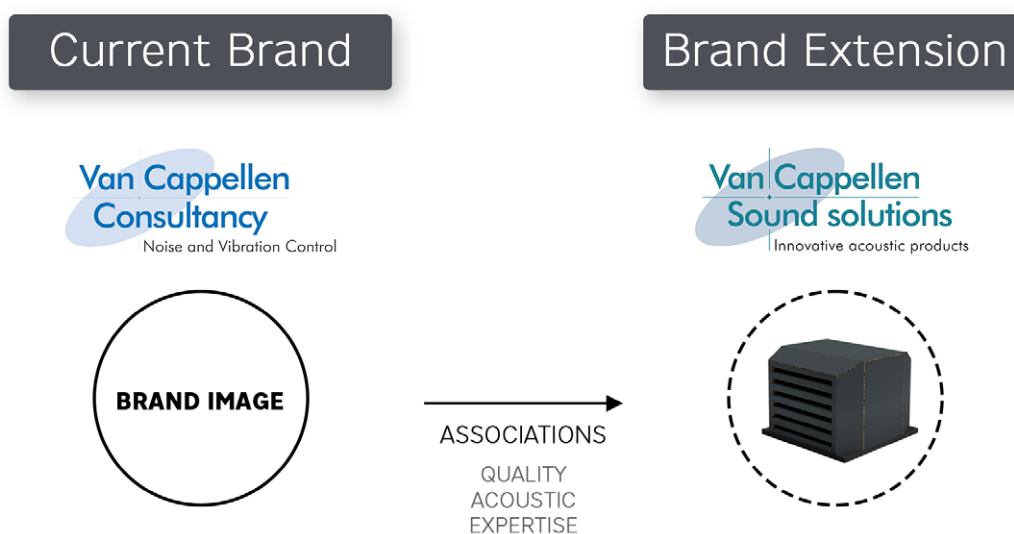 Current Brand
Brand Extension
Van Cappellen
Consultancy
Noise and Vibration Control
Van Cappellen
Sound solutions
Innovative acoustic products
BRAND IMAGE
ASSOCIATIONS
QUALITY
ACOUSTIC
EXPERTISE